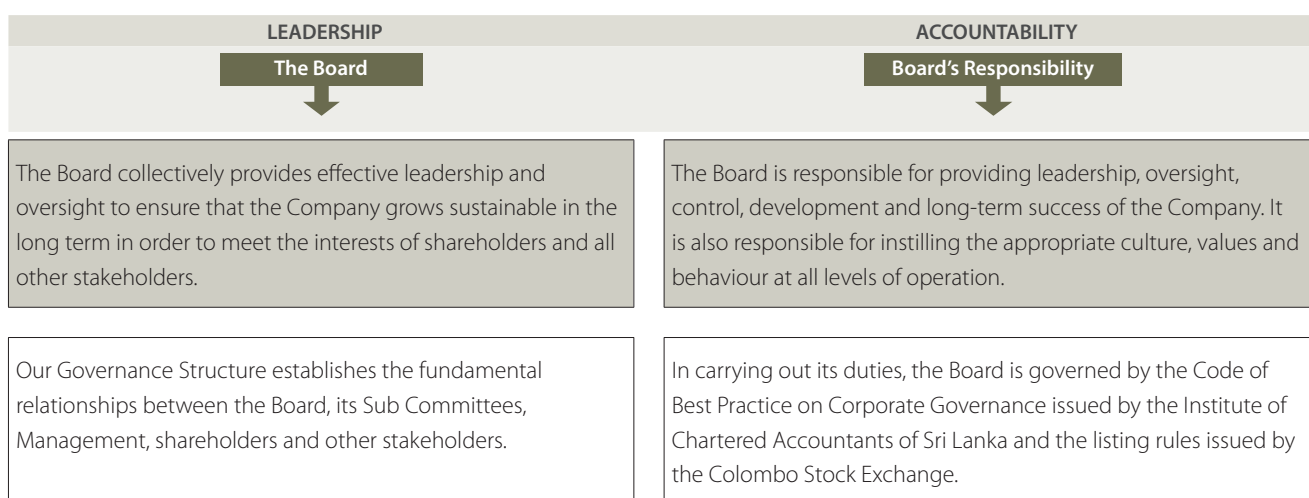 LEADERSHIP
The Board
The Board collectively provides effective leadership and
oversight to ensure that the Company grows sustainable in the
long term in order to meet the interests of shareholders and all
other stakeholders.
Our Governance Structure establishes the fundamental
relationships between the Board, its Sub Committees,
Management, shareholders and other stakeholders.
ACCOUNTABILITY
Board's Responsibility
The Board is responsible for providing leadership, oversight,
control, development and long-term success of the Company. It
is also responsible for instilling the appropriate culture, values and
behaviour at all levels of operation.
In carrying out its duties, the Board is governed by the Code of
Best Practice on Corporate Governance issued by the Institute of
Chartered Accountants of Sri Lanka and the listing rules issued by
the Colombo Stock Exchange.